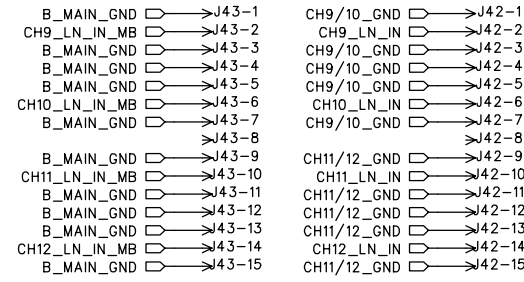 B_MAIN_GND J43-1 CH9/10_GND J42-1
CH9_LN_IN_MB J43-2 CH9_LN_IN J42-2
B_MAIN_GND J43-3 CH9/10_GND J42-3
B_MAIN_GND J43-4 CH9/10_GND J42-4
B_MAIN_GND J43-5 CH9/10_GND J42-5
CH10_LN_IN_MB J43-6 CH10_LN_IN J42-6
B_MAIN_GND J43-7 CH9/10_GND J42-7
J43-8 J42-8
B_MAIN_GND J43-9 CH11/12_GND J42-9
CH11_LN_IN_MB J43-10 CH11_LN_IN J42-10
B_MAIN_GND J43-11 CH11/12_GND J42-11
B_MAIN_GND J43-12 CH11/12_GND J42-12
B_MAIN_GND J43-13 CH11/12_GND J42-13
CH12_LN_IN_MB J43-14 CH12_LN_IN J42-14
B_MAIN_GND J43-15 CH11/12_GND J42-15